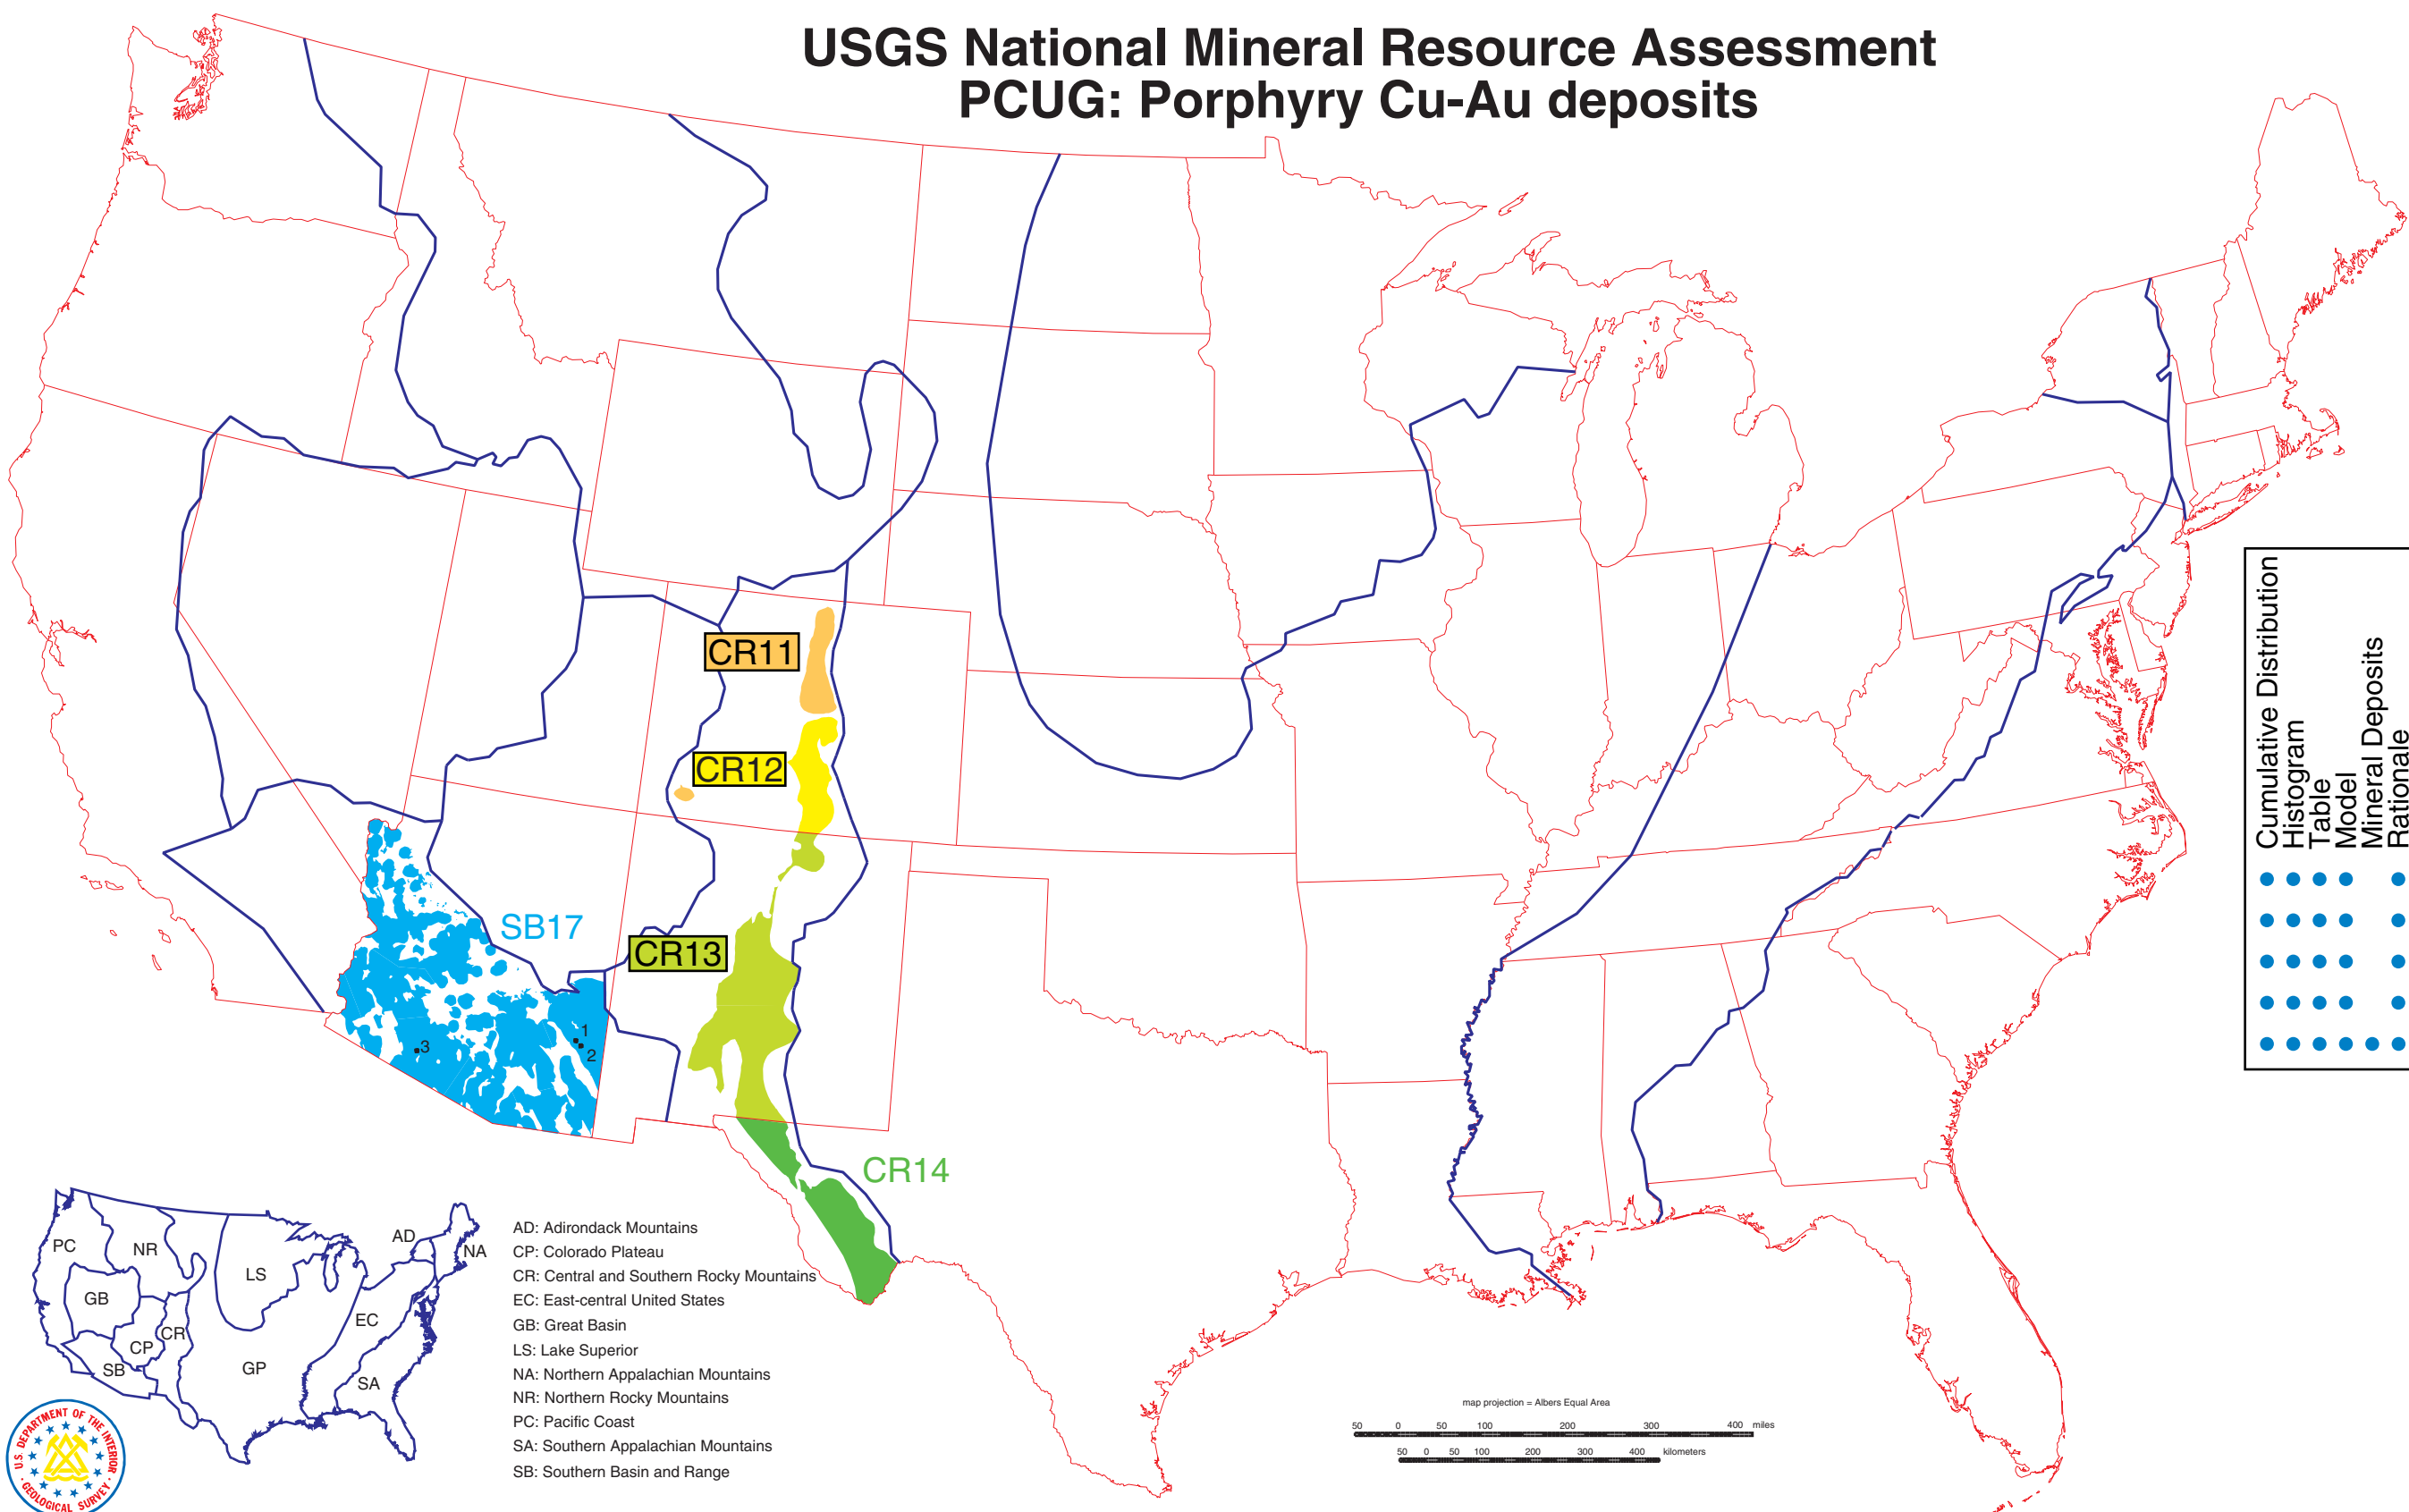 USGS National Mineral Resource Assessment
PCUG: Porphyry Cu-Au deposits
CR11
CR12
SB17
CR13
1
2
3
CR14
Cumulative Distribution
Histogram
Table
Model
Mineral Deposits
Rationale
PC
NR
LS
AD
NA
GB
CP
CR
EC
SB
GP
SA
AD: Adirondack Mountains
CP: Colorado Plateau
CR: Central and Southern Rocky Mountains
EC: East-central United States
GB: Great Basin
LS: Lake Superior
NA: Northern Appalachian Mountains
NR: Northern Rocky Mountains
PC: Pacific Coast
SA: Southern Appalachian Mountains
SB: Southern Basin and Range
map projection = Albers Equal Area
50 0 50 100 200 300 400 miles
50 0 50 100 200 300 400 kilometers
U.S. DEPARTMENT OF THE INTERIOR
GEOLOGICAL SURVEY